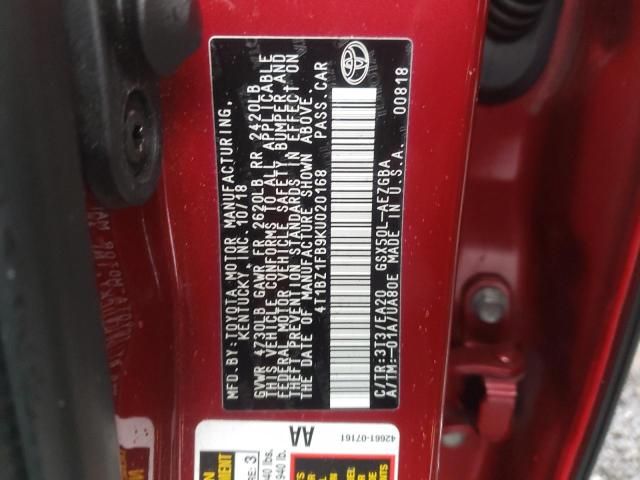 MFD.BY:TOYOTA MOTOR MANUFACTURING,
KENTUCKY, INC. 10/18
GVWR 4730LB GAWR FR 2620LB RR 2420LB
THIS VEHICLE CONFORMS TO ALL APPLICABLE
FEDERAL MOTOR VEHICLE SAFETY, BUMPER, AND
THEFT PREVENTION STANDARDS IN EFFECT ON
THE DATE OF MANUFACTURE SHOWN ABOVE.
4T1BZ1FB9KU020168 PASS.CAR
C/TR:3T3/EA20 GSX50L-AEZGBA
A/TM:-01A/UA80E MADE IN U.S.A. 00818
42661-07161
AA